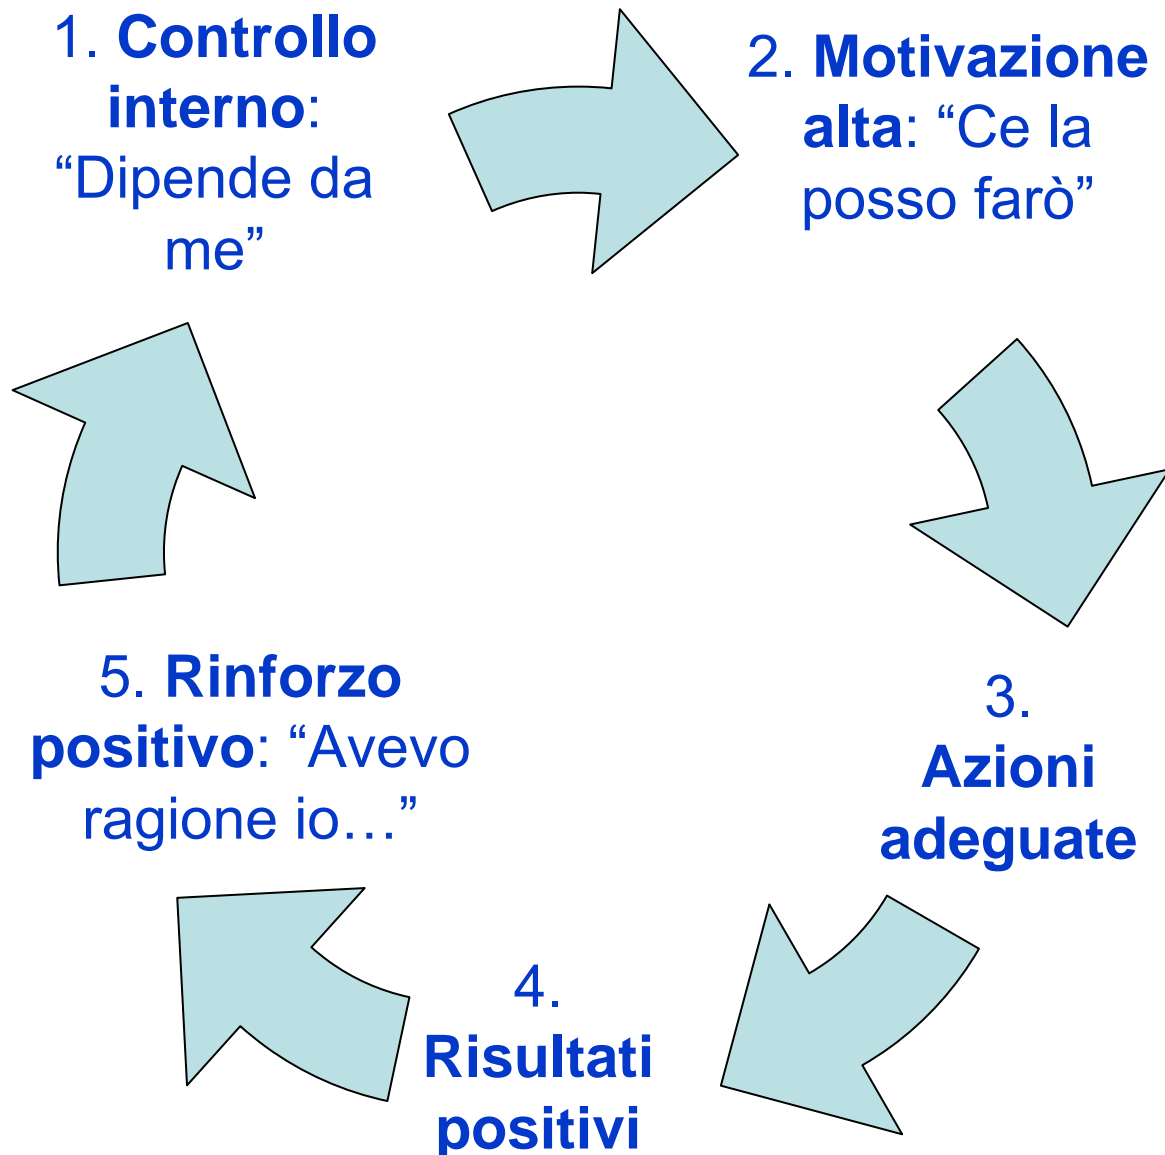 1. Controllo
interno:
“Dipende da
me”
2. Motivazione
alta: “Ce la
posso farò”
3.
Azioni
adeguate
4.
Risultati
positivi
5. Rinforzo
positivo: “Avevo
ragione io…”